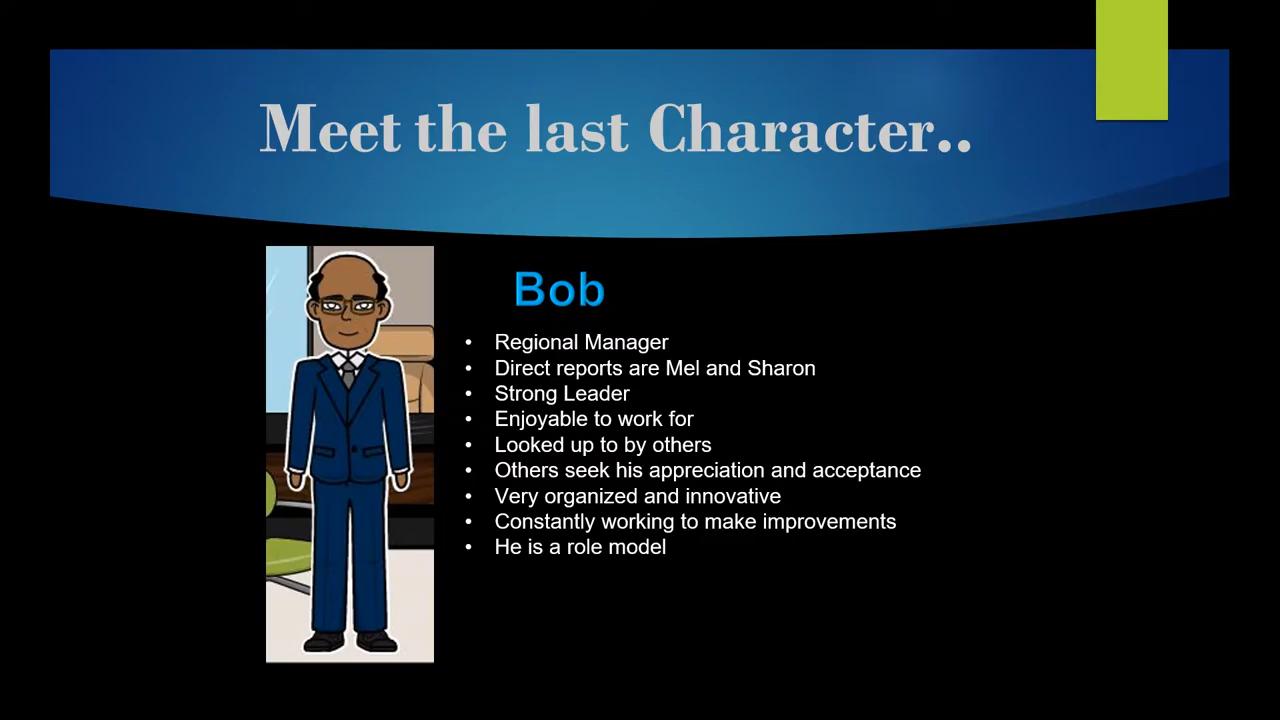 Meet the last Character..
Bob
• Regional Manager
• Direct reports are Mel and Sharon
• Strong Leader
• Enjoyable to work for
• Looked up to by others
• Others seek his appreciation and acceptance
• Very organized and innovative
• Constantly working to make improvements
• He is a role model